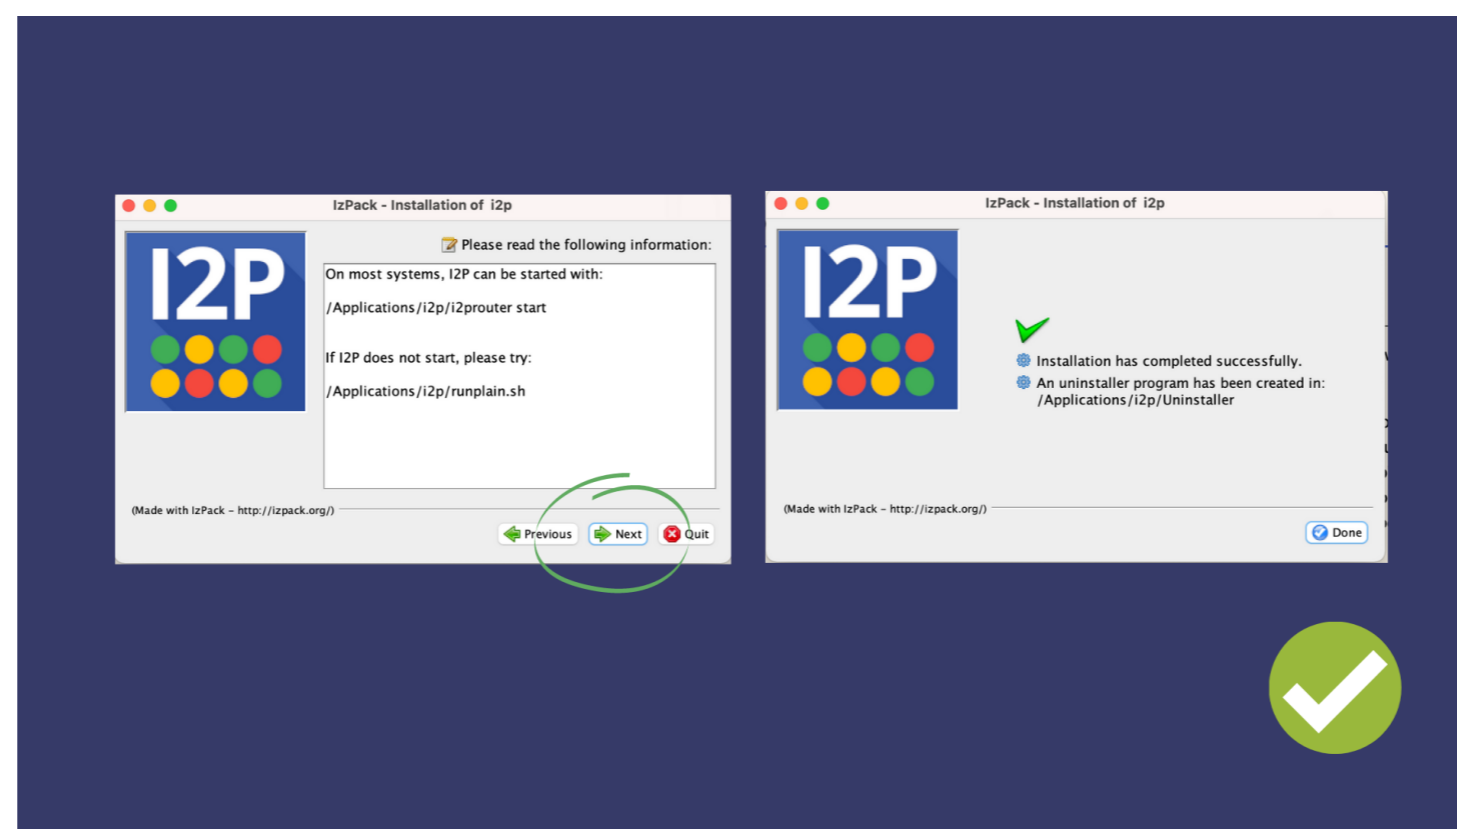 IzPack - Installation of i2p
I2P
Please read the following information:
On most systems, I2P can be started with:
/Applications/i2p/i2prouter start
If I2P does not start, please try:
/Applications/i2p/runplain.sh
(Made with IzPack - http://izpack.org/)
Previous
Next
Quit
IzPack - Installation of i2p
I2P
Installation has completed successfully.
An uninstaller program has been created in:
/Applications/i2p/Uninstaller
(Made with IzPack - http://izpack.org/)
Done